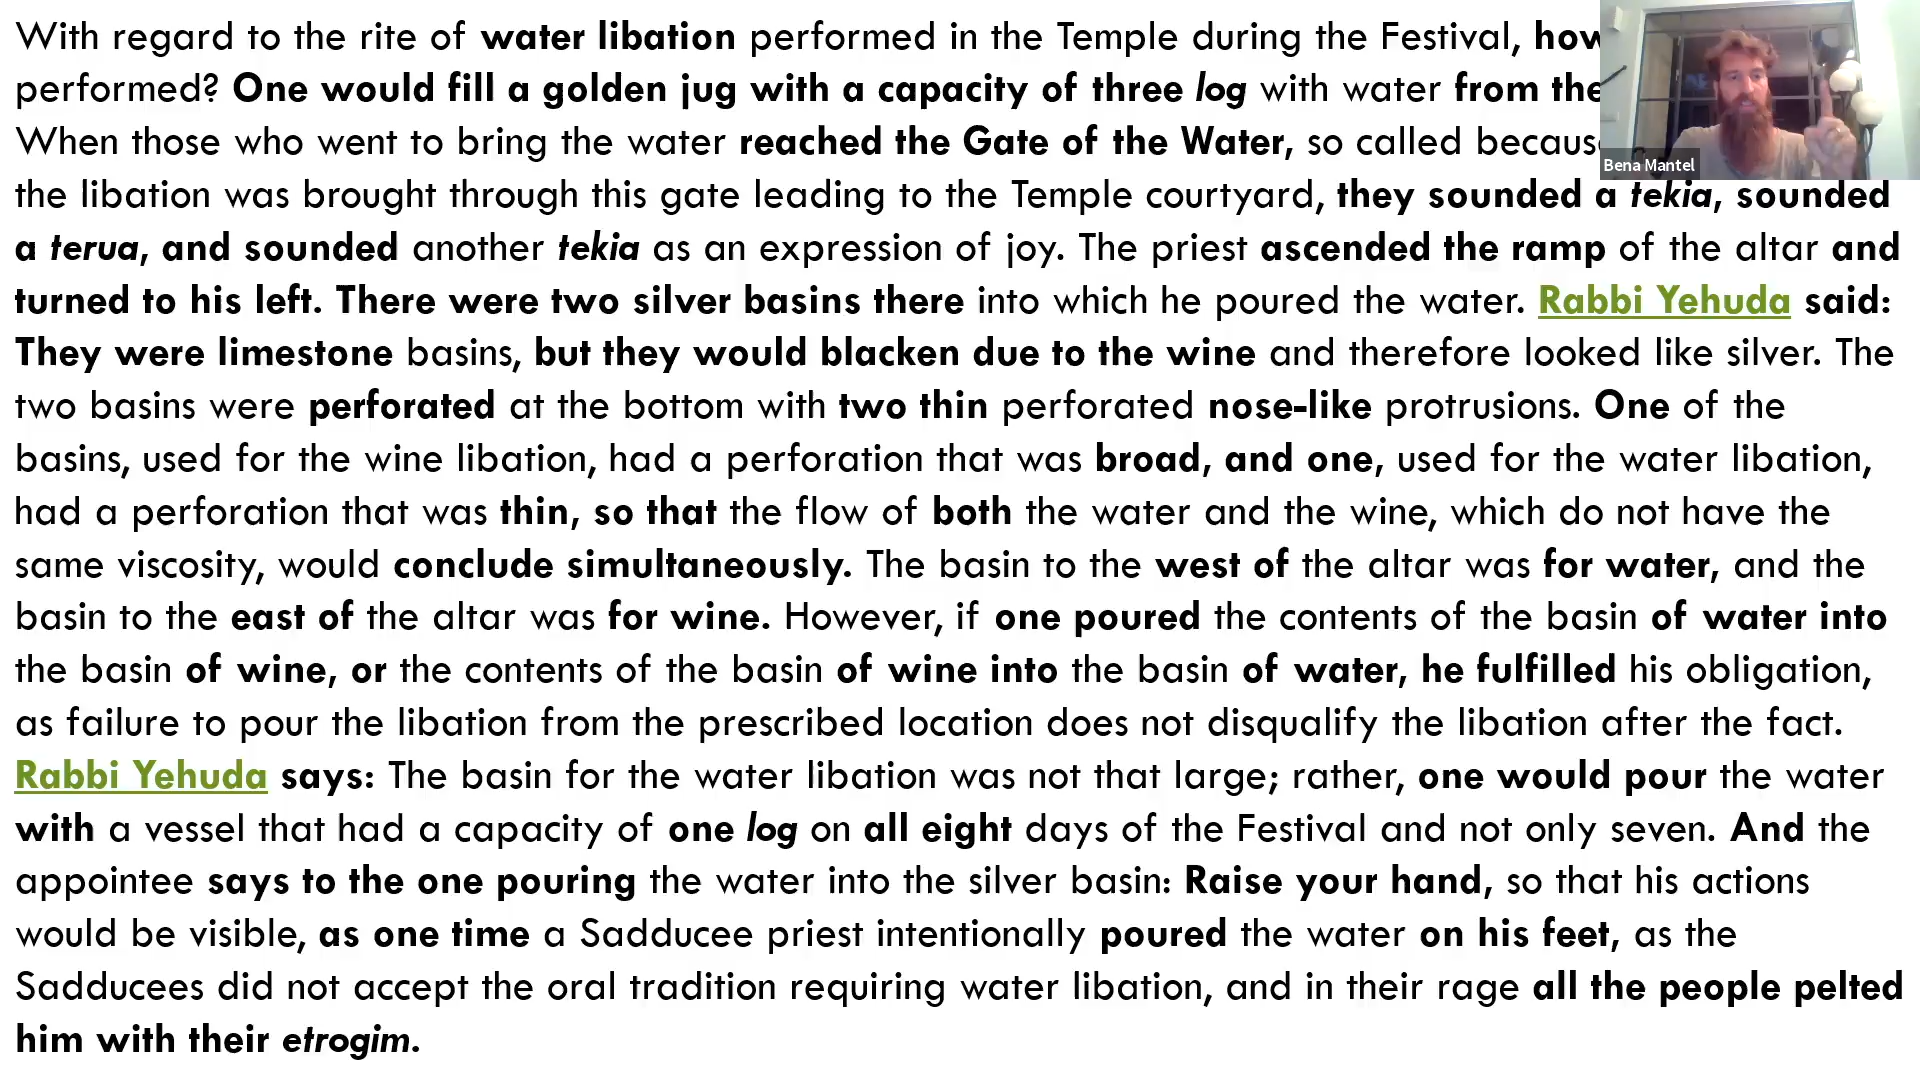 With regard to the rite of water libation performed in the Temple during the Festival, how
performed? One would fill a golden jug with a capacity of three log with water from the
When those who went to bring the water reached the Gate of the Water, so called
Bena Mantel
the libation was brought through this gate leading to the Temple courtyard, they sounded a tekia, sounded
a terua, and sounded another tekia as an expression of joy. The priest ascended the ramp of the altar and
turned to his left. There were two silver basins there into which he poured the water. Rabbi Yehuda said:
They were limestone basins, but they would blacken due to the wine and therefore looked like silver. The
two basins were perforated at the bottom with two thin perforated nose-like protrusions. One of the
basins, used for the wine libation, had a perforation that was broad, and one, used for the water libation,
had a perforation that was thin, so that the flow of both the water and the wine, which do not have the
same viscosity, would conclude simultaneously. The basin to the west of the altar was for water, and the
basin to the east of the altar was for wine. However, if one poured the contents of the basin of water into
the basin of wine, or the contents of the basin of wine into the basin of water, he fulfilled his obligation,
as failure to pour the libation from the prescribed location does not disqualify the libation after the fact.
Rabbi Yehuda says: The basin for the water libation was not that large; rather, one would pour the water
with a vessel that had a capacity of one log on all eight days of the Festival and not only seven. And the
appointee says to the one pouring the water into the silver basin: Raise your hand, so that his actions
would be visible, as one time a Sadducee priest intentionally poured the water on his feet, as the
Sadducees did not accept the oral tradition requiring water libation, and in their rage all the people pelted
him with their etrogim.